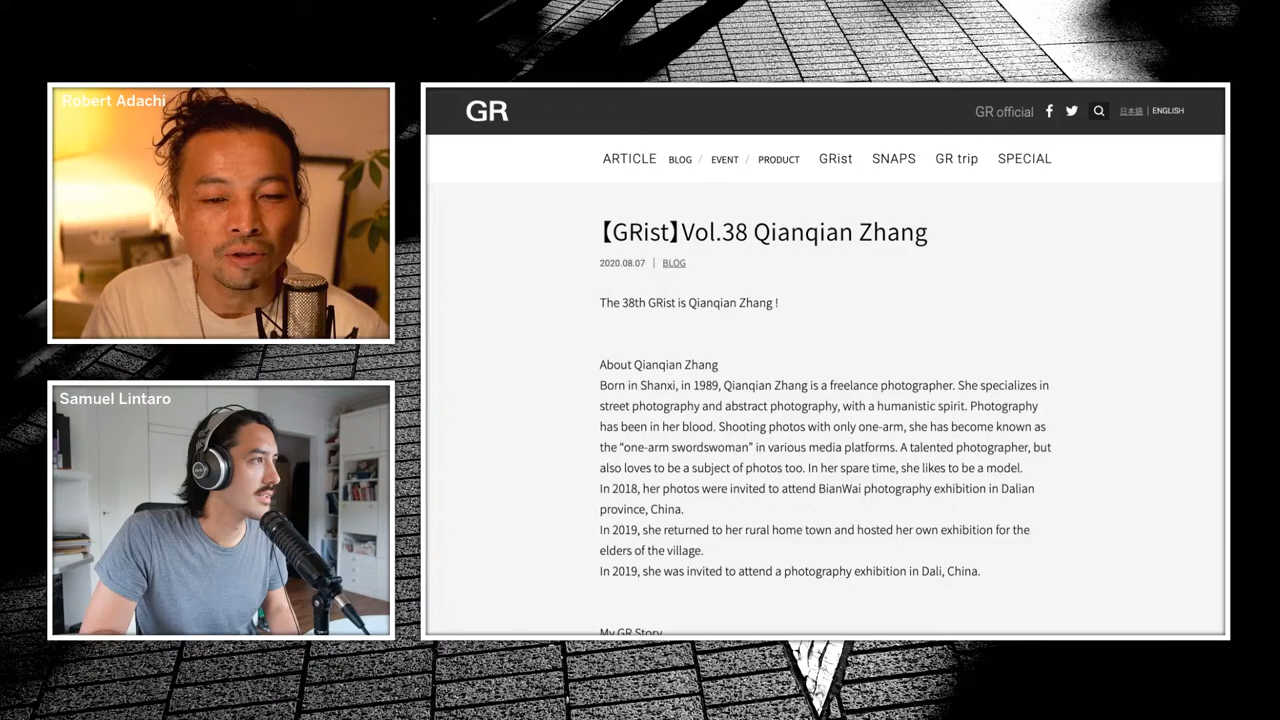 Robert Adachi
Samuel Lintaro
GR
GR official
日本語 | ENGLISH
ARTICLE BLOG / EVENT / PRODUCT GRist SNAPS GR trip SPECIAL
【GRist】Vol.38 Qianqian Zhang
2020.08.07 | BLOG
The 38th GRist is Qianqian Zhang !
About Qianqian Zhang
Born in Shanxi, in 1989, Qianqian Zhang is a freelance photographer. She specializes in
street photography and abstract photography, with a humanistic spirit. Photography
has been in her blood. Shooting photos with only one-arm, she has become known as
the “one-arm swordswoman” in various media platforms. A talented photographer, but
also loves to be a subject of photos too. In her spare time, she likes to be a model.
In 2018, her photos were invited to attend BianWai photography exhibition in Dalian
province, China.
In 2019, she returned to her rural home town and hosted her own exhibition for the
elders of the village.
In 2019, she was invited to attend a photography exhibition in Dali, China.
My GR Story